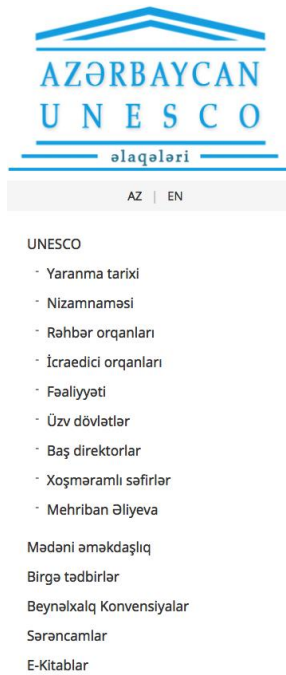 AZƏRBAYCAN
UNESCO
əlaqələri
AZ | EN
UNESCO
- Yaranma tarixi
- Nizamnaməsi
- Rəhbər orqanları
- İcraedici orqanları
- Fəaliyyəti
- Üzv dövlətlər
- Baş direktorlar
- Xoşməramlı səfirlər
- Mehriban Əliyeva
Mədəni əməkdaşlıq
Birgə tədbirlər
Beynəlxalq Konvensiyalar
Sərəncamlar
E-Kitablar